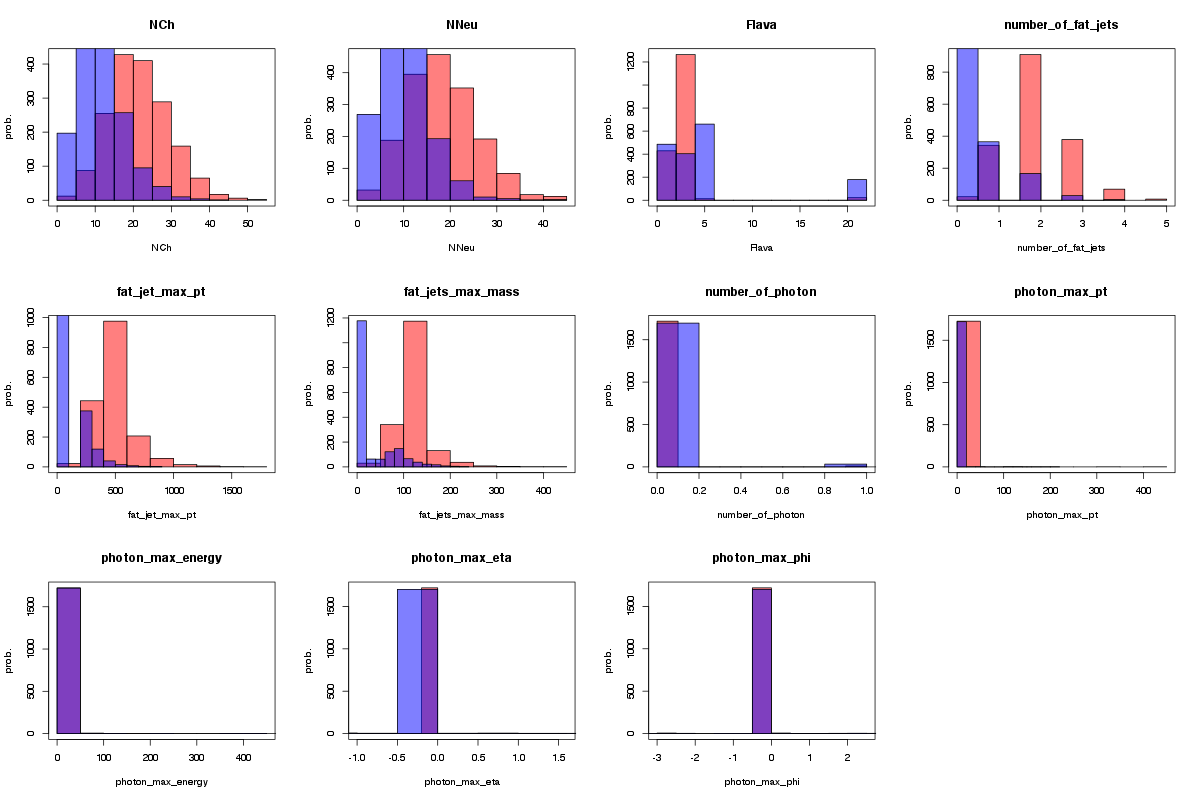 NCh
prob.
0 100 200 300 400
0 10 20 30 40 50
NCh
NNeu
prob.
0 100 200 300 400
0 10 20 30 40
NNeu
Flava
prob.
0 200 400 600 800 1200
0 5 10 15 20
Flava
number_of_fat_jets
prob.
0 200 400 600 800
0 1 2 3 4 5
number_of_fat_jets
fat_jet_max_pt
prob.
0 200 400 600 800 1000
0 500 1000 1500
fat_jet_max_pt
fat_jets_max_mass
prob.
0 200 400 600 800 1200
0 100 200 300 400
fat_jets_max_mass
number_of_photon
prob.
0 500 1000 1500
0.0 0.2 0.4 0.6 0.8 1.0
number_of_photon
photon_max_pt
prob.
0 500 1000 1500
0 100 200 300 400
photon_max_pt
photon_max_energy
prob.
0 500 1000 1500
0 100 200 300 400
photon_max_energy
photon_max_eta
prob.
0 500 1000 1500
-1.0 -0.5 0.0 0.5 1.0 1.5
photon_max_eta
photon_max_phi
prob.
0 500 1000 1500
-3 -2 -1 0 1 2
photon_max_phi